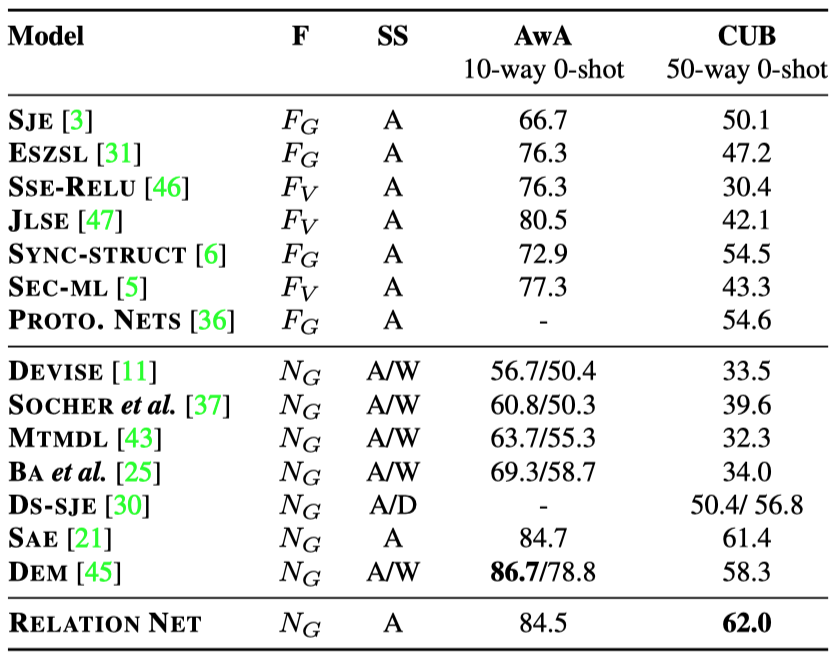 Model F SS AwA CUB
10-way 0-shot 50-way 0-shot
SJE [3] F_G A 66.7 50.1
ESZSL [31] F_G A 76.3 47.2
SSE-RELU [46] F_V A 76.3 30.4
JLSE [47] F_V A 80.5 42.1
SYNC-STRUCT [6] F_G A 72.9 54.5
SEC-ML [5] F_V A 77.3 43.3
PROTO. NETS [36] F_G A - 54.6
DEVISE [11] N_G A/W 56.7/50.4 33.5
SOCHER et al. [37] N_G A/W 60.8/50.3 39.6
MTMDL [43] N_G A/W 63.7/55.3 32.3
BA et al. [25] N_G A/W 69.3/58.7 34.0
DS-SJE [30] N_G A/D - 50.4/ 56.8
SAE [21] N_G A 84.7 61.4
DEM [45] N_G A/W 86.7/78.8 58.3
RELATION NET N_G A 84.5 62.0